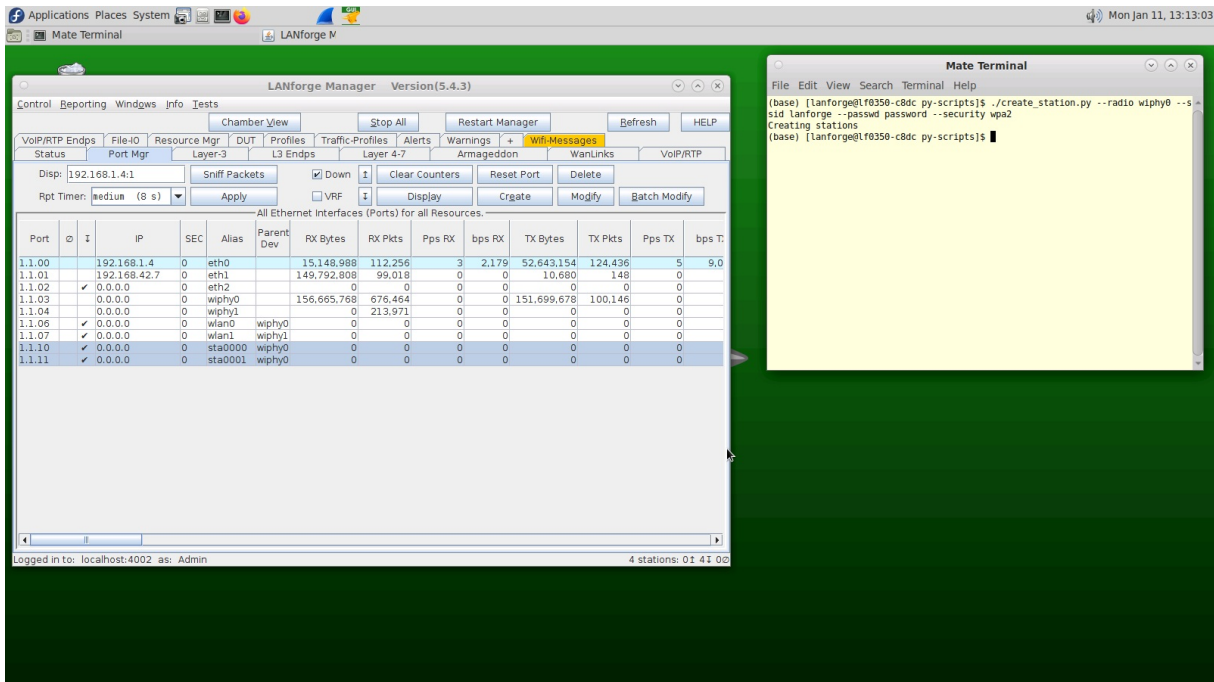 Applications Places System
Mon Jan 11, 13:13:03
Mate Terminal
LANforge M
LANforge Manager Version(5.4.3)
Control Reporting Windows Info Tests
Chamber View Stop All Restart Manager Refresh HELP
VoIP/RTP Endps File-IO Resource Mgr DUT Profiles Traffic-Profiles Alerts Warnings + Wifi-Messages
Status Port Mgr Layer-3 L3 Endps Layer 4-7 Armageddon WanLinks VoIP/RTP
Disp: 192.168.1.4:1 Sniff Packets ✔ Down ↥ Clear Counters Reset Port Delete
Rpt Timer: medium (8 s) Apply VRF ↧ Display Create Modify Batch Modify
All Ethernet Interfaces (Ports) for all Resources.
Port ∅ ↧ IP SEC Alias Parent Dev RX Bytes RX Pkts Pps RX bps RX TX Bytes TX Pkts Pps TX bps T
1.1.00 192.168.1.4 0 eth0 15,148,988 112,256 3 2,179 52,643,154 124,436 5 9,0
1.1.01 192.168.42.7 0 eth1 149,792,808 99,018 0 0 10,680 148 0
1.1.02 ✔ 0.0.0.0 0 eth2 0 0 0 0 0 0 0
1.1.03 0.0.0.0 0 wiphy0 156,665,768 676,464 0 0 151,699,678 100,146 0
1.1.04 0.0.0.0 0 wiphy1 0 213,971 0 0 0 0 0
1.1.06 ✔ 0.0.0.0 0 wlan0 wiphy0 0 0 0 0 0 0 0
1.1.07 ✔ 0.0.0.0 0 wlan1 wiphy1 0 0 0 0 0 0 0
1.1.10 ✔ 0.0.0.0 0 sta0000 wiphy0 0 0 0 0 0 0 0
1.1.11 ✔ 0.0.0.0 0 sta0001 wiphy0 0 0 0 0 0 0 0
Logged in to: localhost:4002 as: Admin
4 stations: 0↥ 4↧ 0∅
Mate Terminal
File Edit View Search Terminal Help
(base) [lanforge@lf0350-c8dc py-scripts]$ ./create_station.py --radio wiphy0 --s
sid lanforge --passwd password --security wpa2
Creating stations
(base) [lanforge@lf0350-c8dc py-scripts]$